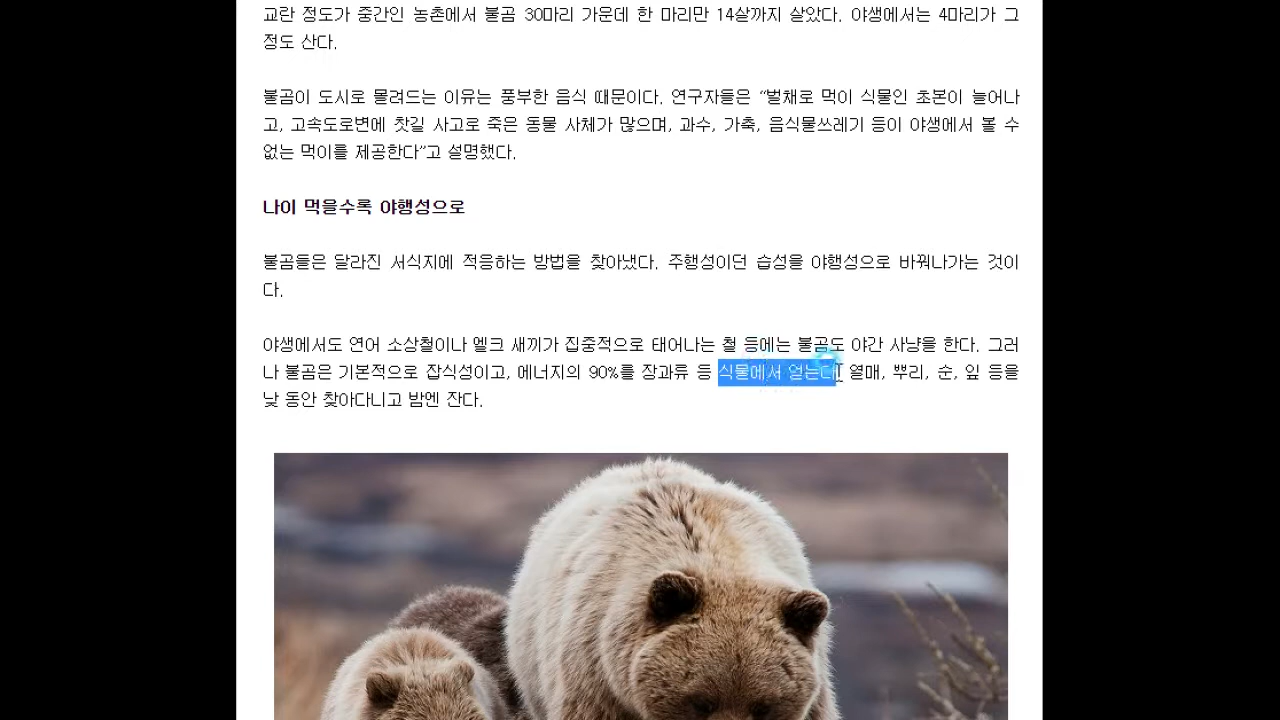 교란 정도가 중간인 농촌에서 불곰 30마리 가운데 한 마리만 14살까지 살았다. 야생에서는 4마리가 그
정도 산다.
불곰이 도시로 몰려드는 이유는 풍부한 음식 때문이다. 연구자들은 “벌채로 먹이 식물인 초본이 늘어나
고, 고속도로변에 찻길 사고로 죽은 동물 사체가 많으며, 과수, 가축, 음식물쓰레기 등이 야생에서 볼 수
없는 먹이를 제공한다”고 설명했다.
나이 먹을수록 야행성으로
불곰들은 달라진 서식지에 적응하는 방법을 찾아냈다. 주행성이던 습성을 야행성으로 바꿔나가는 것이
다.
야생에서도 연어 소상철이나 엘크 새끼가 집중적으로 태어나는 철 등에는 불곰도 야간 사냥을 한다. 그러
나 불곰은 기본적으로 잡식성이고, 에너지의 90%를 장과류 등 식물에서 얻는다. 열매, 뿌리, 순, 잎 등을
낮 동안 찾아다니고 밤엔 잔다.